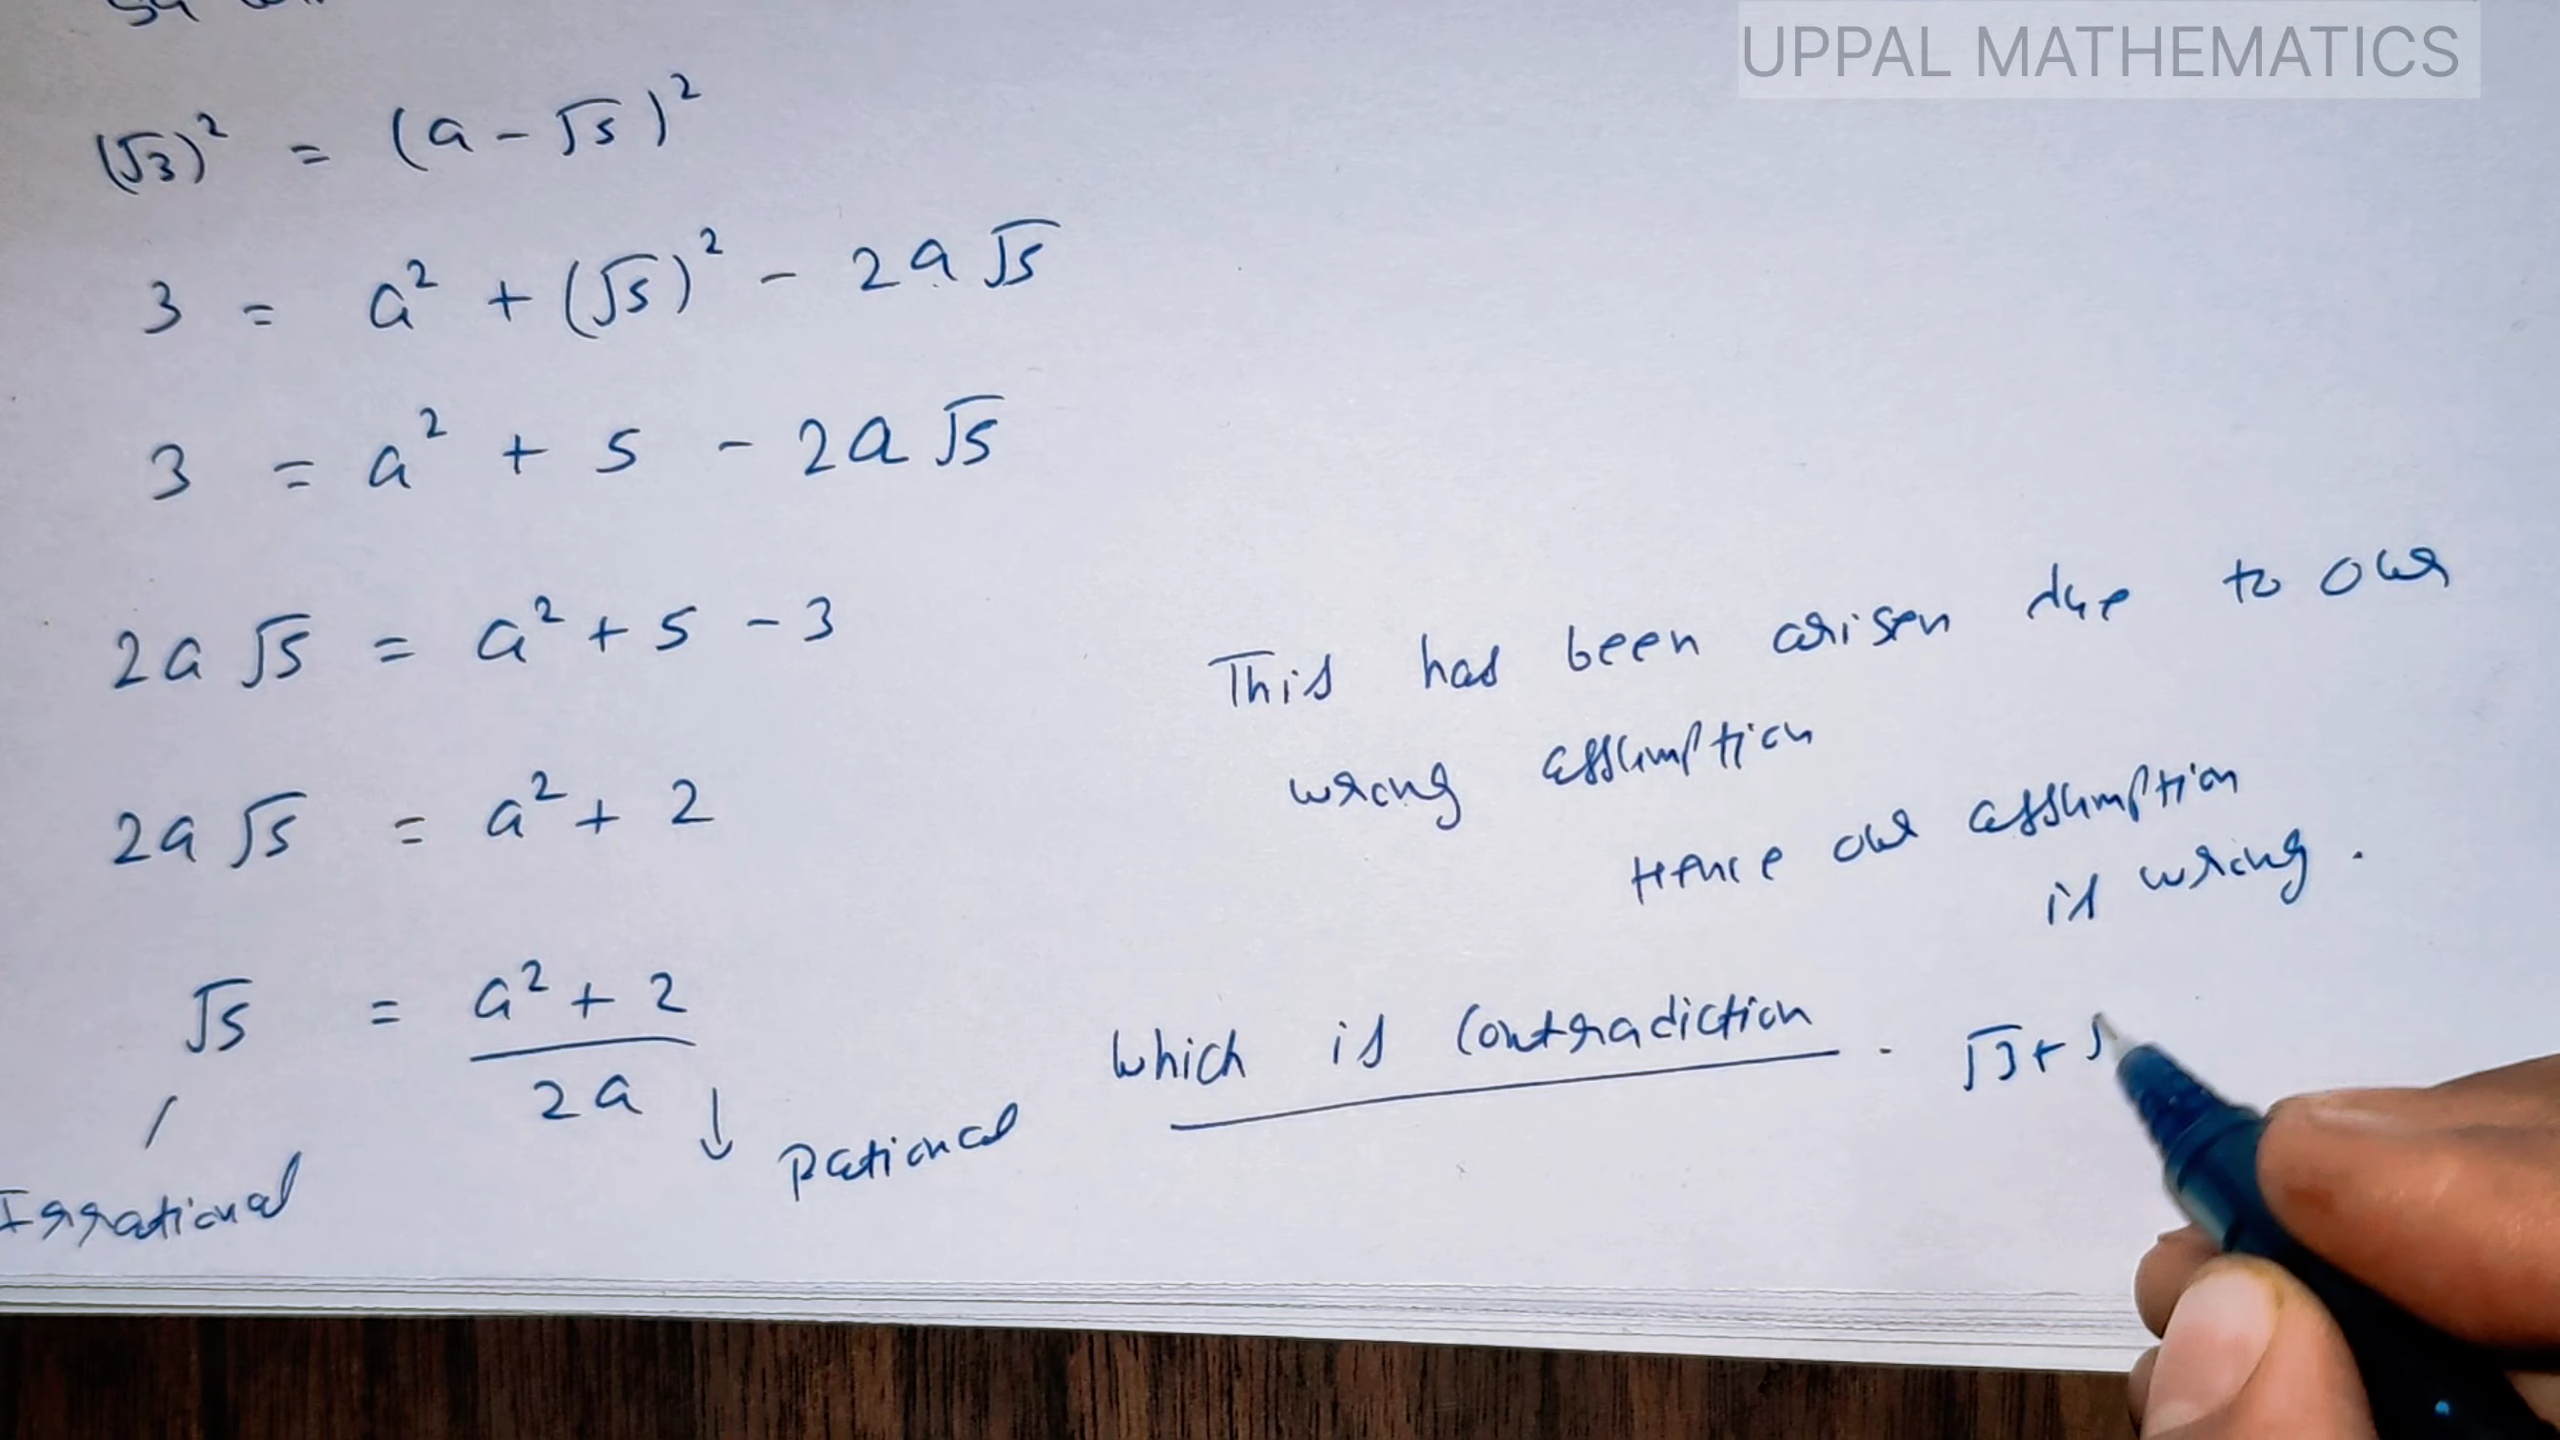 UPPAL MATHEMATICS
(√3)² = (a - √5)²
3 = a² + (√5)² - 2a√5
3 = a² + 5 - 2a√5
2a√5 = a² + 5 - 3
2a√5 = a² + 2
√5 = a² + 2 / 2a
Irrational
Rational
This has been arisen due to our
wrong assumption
Hence our assumption
is wrong.
which is Contradiction.
√3 +